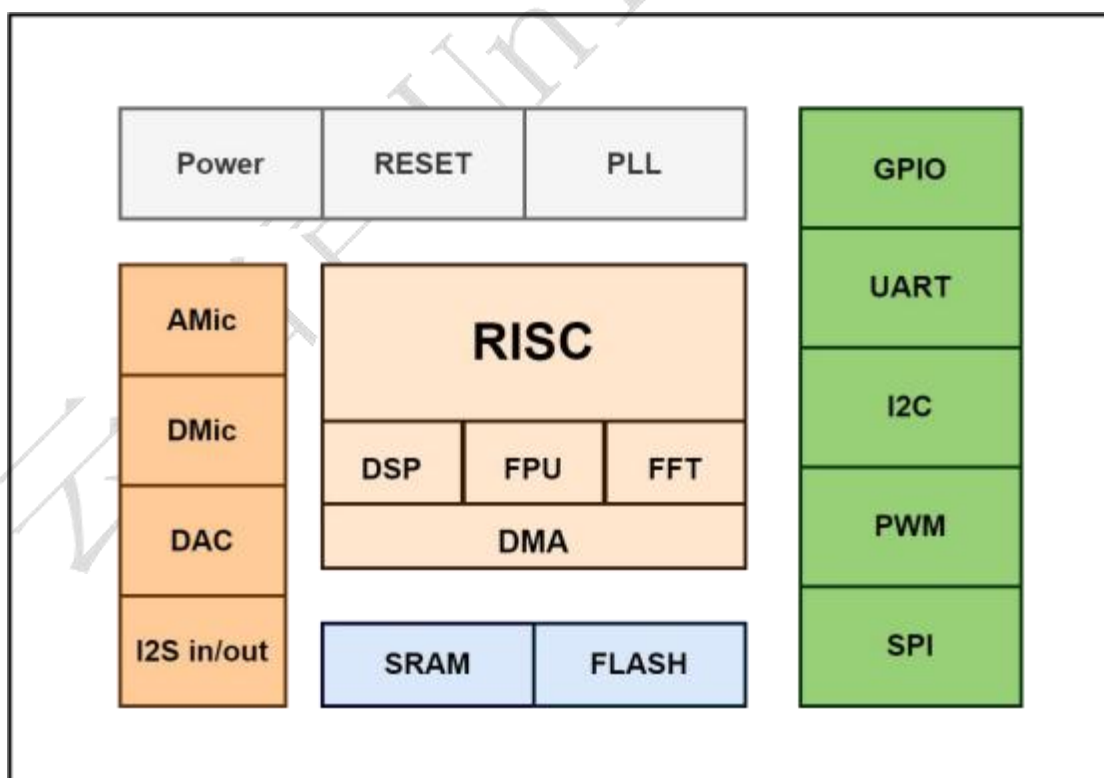 Power RESET PLL
GPIO
UART
I2C
PWM
SPI
AMic
DMic
DAC
I2S in/out
RISC
DSP FPU FFT
DMA
SRAM FLASH